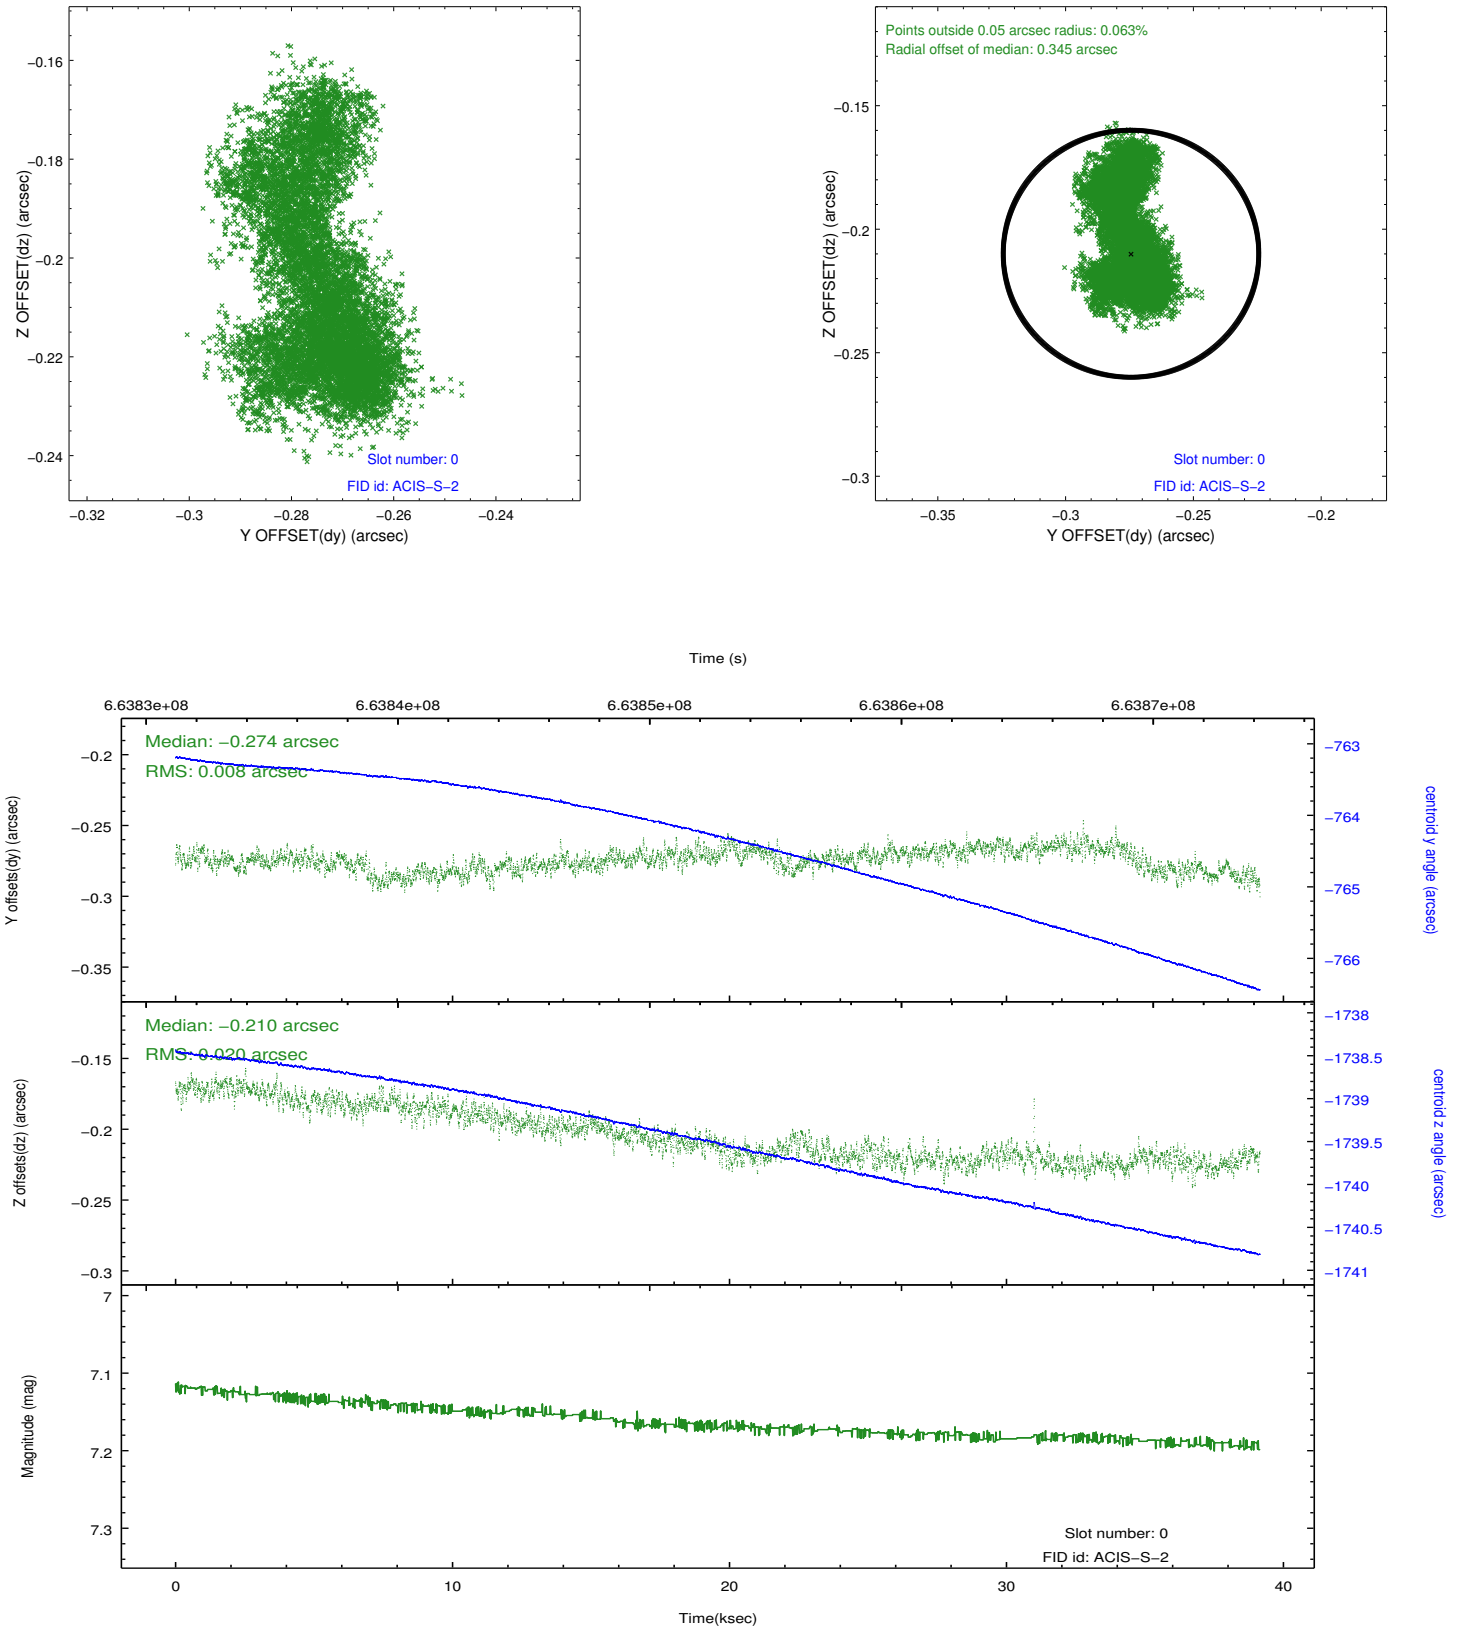 −0.16
−0.18
−0.2
−0.22
−0.24
Z OFFSET(dz) (arcsec)
Slot number: 0
FID id: ACIS−S−2
−0.32 −0.3 −0.28 −0.26 −0.24
Y OFFSET(dy) (arcsec)
Points outside 0.05 arcsec radius: 0.063%
Radial offset of median: 0.345 arcsec
−0.15
−0.2
−0.25
−0.3
Z OFFSET(dz) (arcsec)
Slot number: 0
FID id: ACIS−S−2
−0.35 −0.3 −0.25 −0.2
Y OFFSET(dy) (arcsec)
Time (s)
6.6383e+08 6.6384e+08 6.6385e+08 6.6386e+08 6.6387e+08
Median: −0.274 arcsec
RMS: 0.008 arcsec
−0.2
−0.25
−0.3
−0.35
Y offsets(dy) (arcsec)
−763
−764
−765
−766
centroid y angle (arcsec)
Median: −0.210 arcsec
RMS: 0.020 arcsec
−0.15
−0.2
−0.25
−0.3
Z offsets(dz) (arcsec)
−1738
−1738.5
−1739
−1739.5
−1740
−1740.5
−1741
centroid z angle (arcsec)
7
7.1
7.2
7.3
Magnitude (mag)
Slot number: 0
FID id: ACIS−S−2
0 10 20 30 40
Time(ksec)